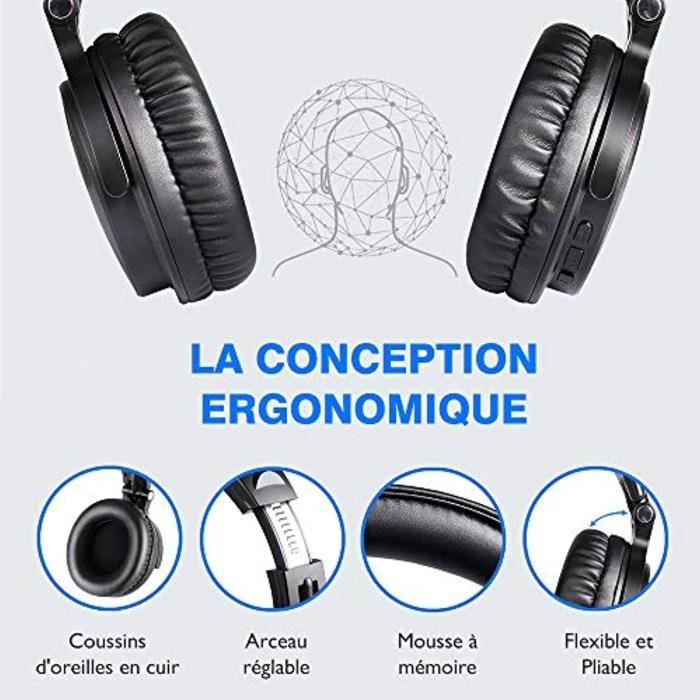 LA CONCEPTION
ERGONOMIQUE
Coussins
d'oreilles en cuir
Arceau
réglable
Mousse à
mémoire
Flexible et
Pliable